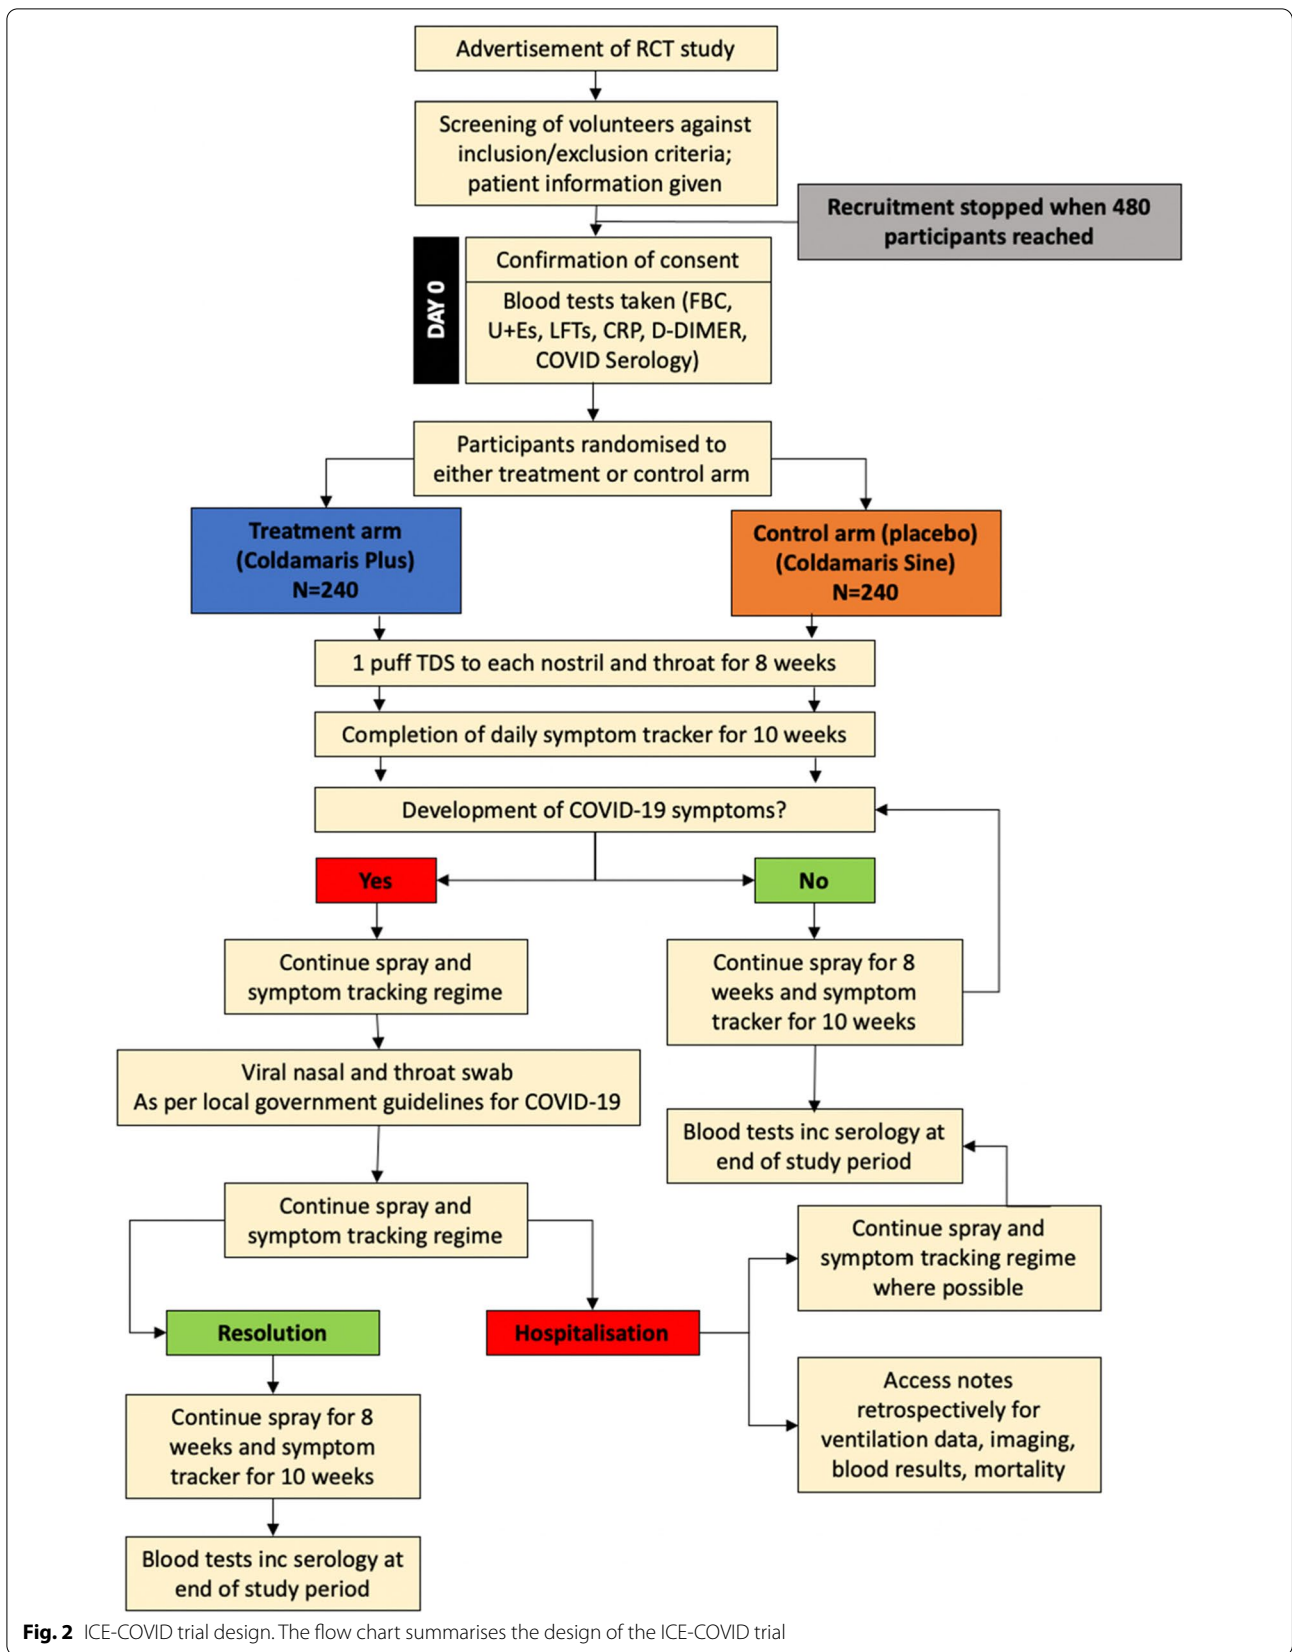 Advertisement of RCT study
Screening of volunteers against
inclusion/exclusion criteria;
patient information given
Recruitment stopped when 480
participants reached
DAY 0
Confirmation of consent
Blood tests taken (FBC,
U+Es, LFTs, CRP, D-DIMER,
COVID Serology)
Participants randomised to
either treatment or control arm
Treatment arm
(Coldamaris Plus)
N=240
Control arm (placebo)
(Coldamaris Sine)
N=240
1 puff TDS to each nostril and throat for 8 weeks
Completion of daily symptom tracker for 10 weeks
Development of COVID-19 symptoms?
Yes
No
Continue spray and
symptom tracking regime
Continue spray for 8
weeks and symptom
tracker for 10 weeks
Viral nasal and throat swab
As per local government guidelines for COVID-19
Blood tests inc serology at
end of study period
Continue spray and
symptom tracking regime
Continue spray and
symptom tracking regime
where possible
Resolution
Hospitalisation
Access notes
retrospectively for
ventilation data, imaging,
blood results, mortality
Continue spray for 8
weeks and symptom
tracker for 10 weeks
Blood tests inc serology at
end of study period
Fig. 2 ICE-COVID trial design. The flow chart summarises the design of the ICE-COVID trial